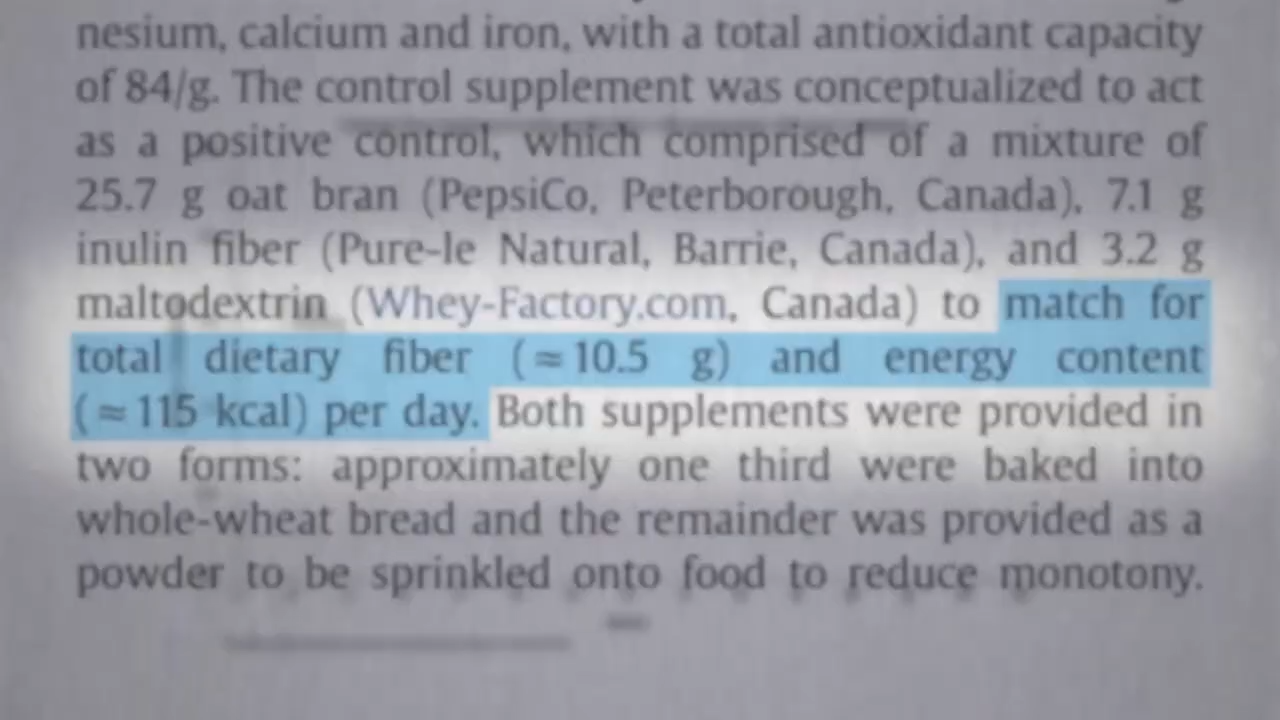 nesium, calcium and iron, with a total antioxidant capacity
of 84/g. The control supplement was conceptualized to act
as a positive control, which comprised of a mixture of
25.7 g oat bran (PepsiCo, Peterborough, Canada), 7.1 g
inulin fiber (Pure-le Natural, Barrie, Canada), and 3.2 g
maltodextrin (Whey-Factory.com, Canada) to match for
total dietary fiber (≈10.5 g) and energy content
(≈115 kcal) per day. Both supplements were provided in
two forms: approximately one third were baked into
whole-wheat bread and the remainder was provided as a
powder to be sprinkled onto food to reduce monotony.